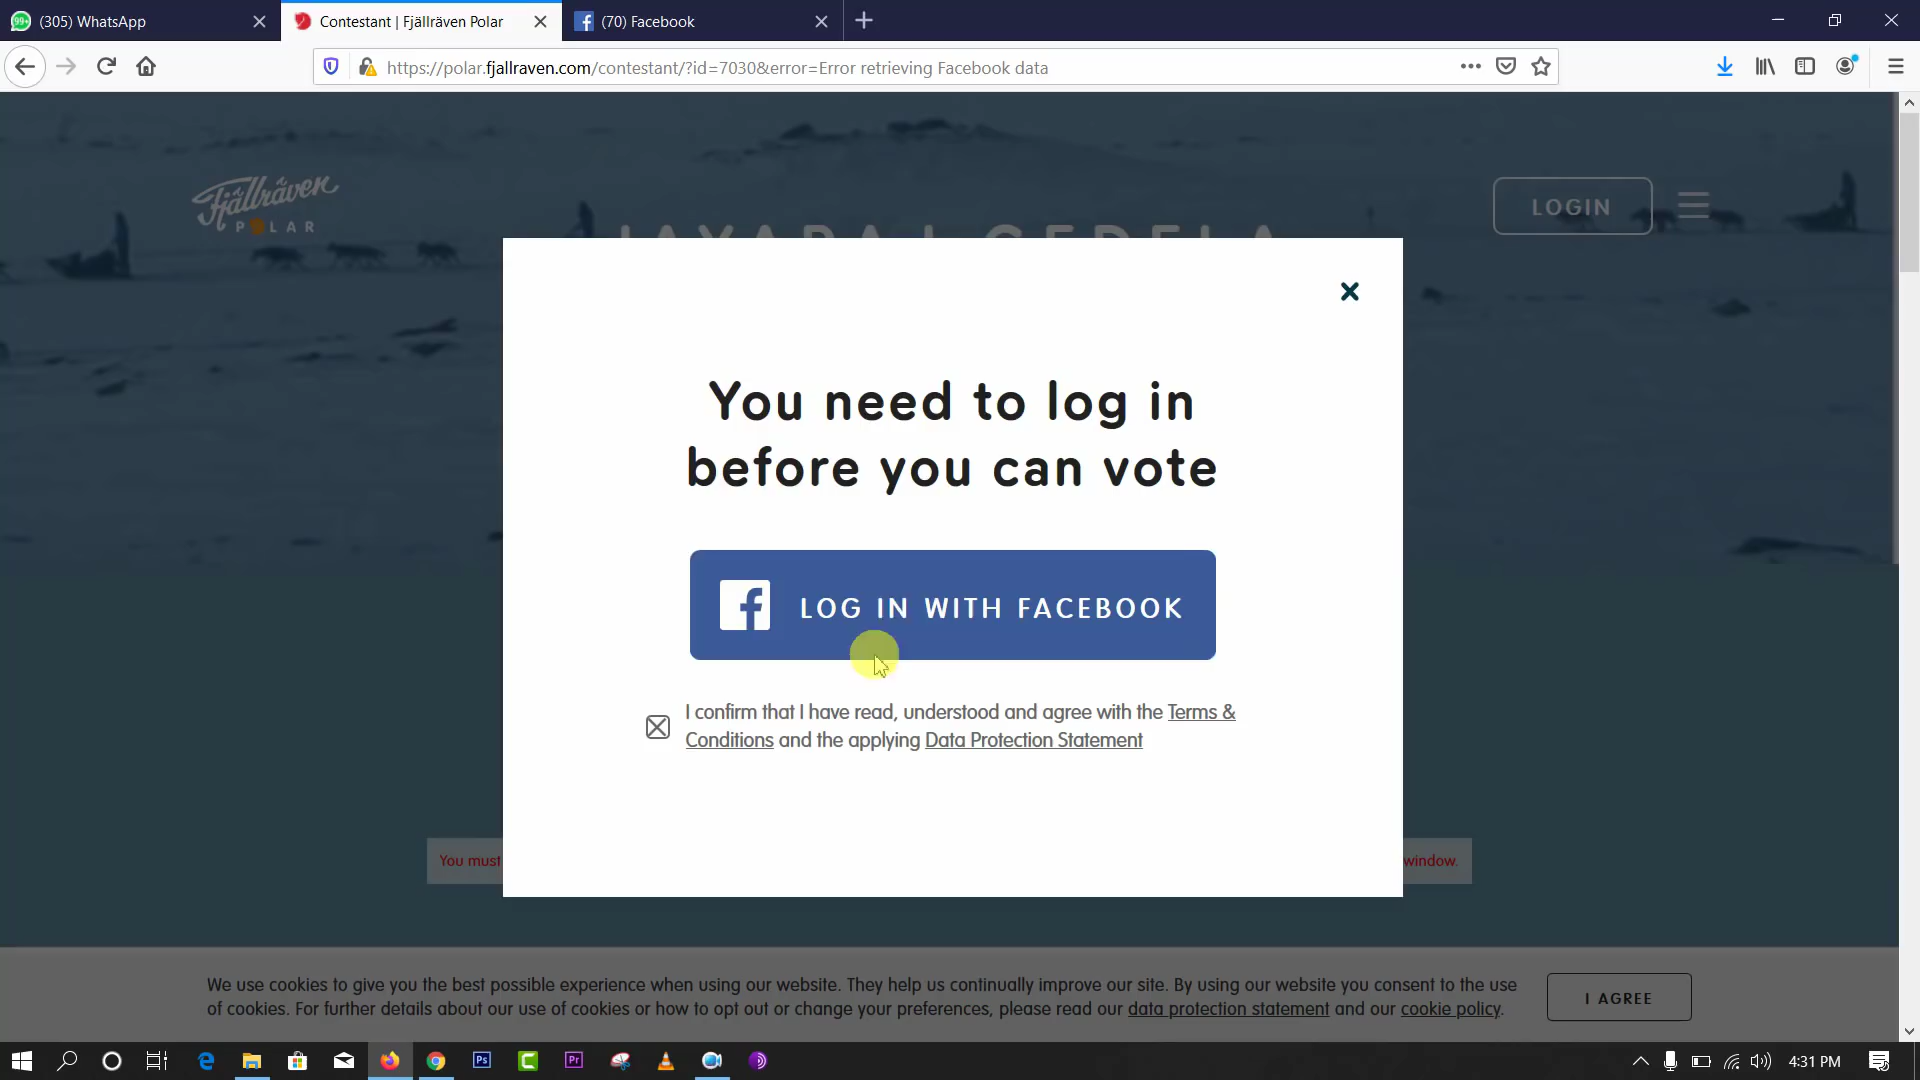 (305) WhatsApp
Contestant | Fjällräven Polar
(70) Facebook
https://polar.fjallraven.com/contestant/?id=7030&error=Error retrieving Facebook data
Fjällräven
POLAR
LOGIN
You need to log in
before you can vote
LOG IN WITH FACEBOOK
I confirm that I have read, understood and agree with the Terms &
Conditions and the applying Data Protection Statement
You must
window.
We use cookies to give you the best possible experience when using our website. They help us continually improve our site. By using our website you consent to the use
of cookies. For further details about our use of cookies or how to opt out or change your preferences, please read our data protection statement and our cookie policy.
I AGREE
4:31 PM